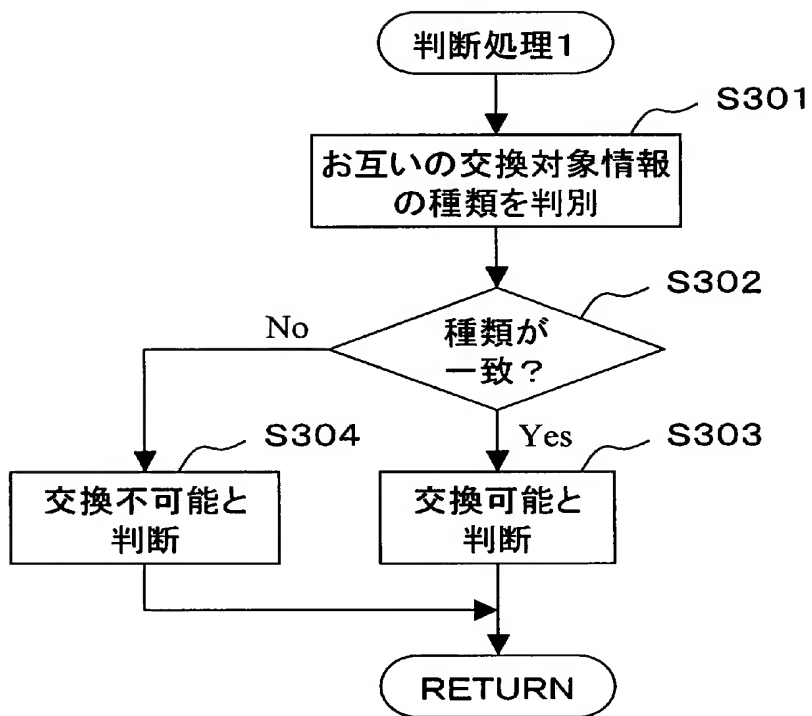 判断処理1
S301
お互いの交換対象情報
の種類を判別
S302
種類が
一致?
No
Yes
S304
交換不可能と
判断
S303
交換可能と
判断
RETURN